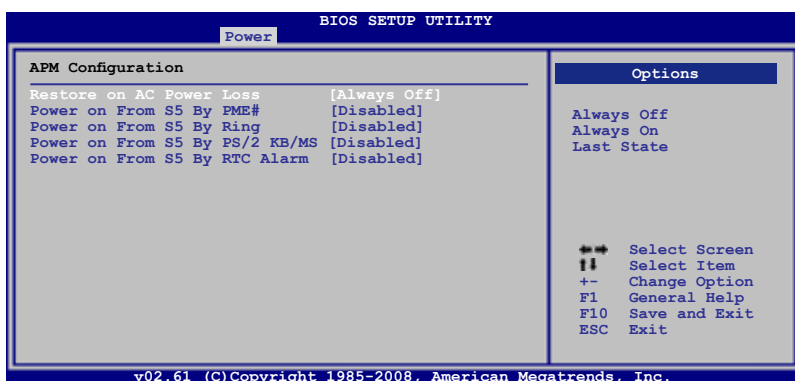 BIOS SETUP UTILITY
Power
APM Configuration
Restore on AC Power Loss [Always Off]
Power on From S5 By PME# [Disabled]
Power on From S5 By Ring [Disabled]
Power on From S5 By PS/2 KB/MS [Disabled]
Power on From S5 By RTC Alarm [Disabled]
Options
Always Off
Always On
Last State
Select Screen
Select Item
+- Change Option
F1 General Help
F10 Save and Exit
ESC Exit
v02.61 (C)Copyright 1985-2008, American Megatrends, Inc.